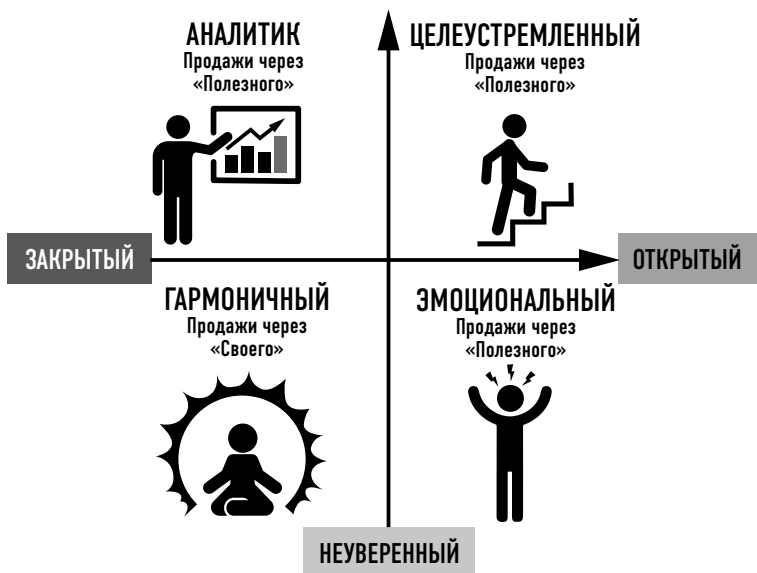 АНАЛИТИК
Продажи через
«Полезного»
ЦЕЛЕУСТРЕМЛЕННЫЙ
Продажи через
«Полезного»
ЗАКРЫТЫЙ
ОТКРЫТЫЙ
ГАРМОНИЧНЫЙ
Продажи через
«Своего»
ЭМОЦИОНАЛЬНЫЙ
Продажи через
«Полезного»
НЕУВЕРЕННЫЙ